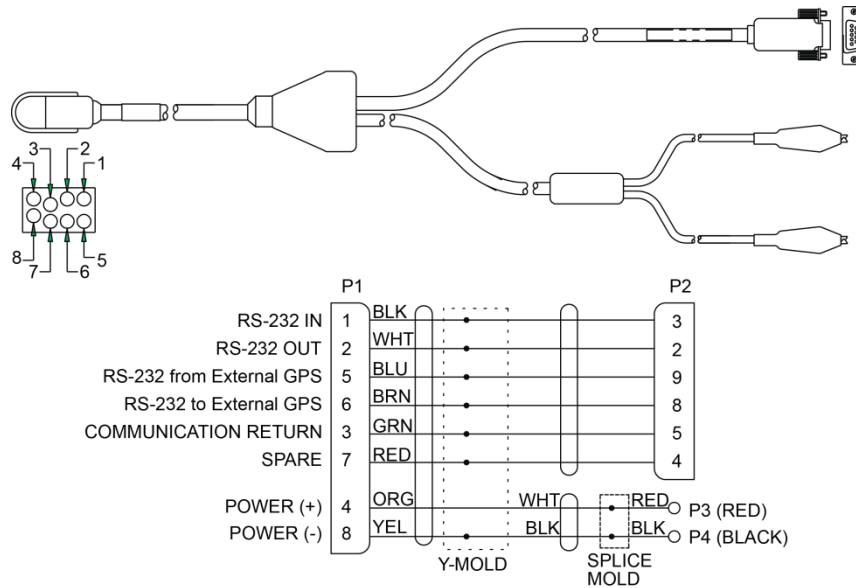 3 2
4 1
8 5
7 6
P1 P2
RS-232 IN 1 BLK 3
RS-232 OUT 2 WHT 2
RS-232 from External GPS 5 BLU 9
RS-232 to External GPS 6 BRN 8
COMMUNICATION RETURN 3 GRN 5
SPARE 7 RED 4
POWER (+) 4 ORG WHT RED P3 (RED)
POWER (-) 8 YEL BLK BLK P4 (BLACK)
Y-MOLD SPLICE
MOLD